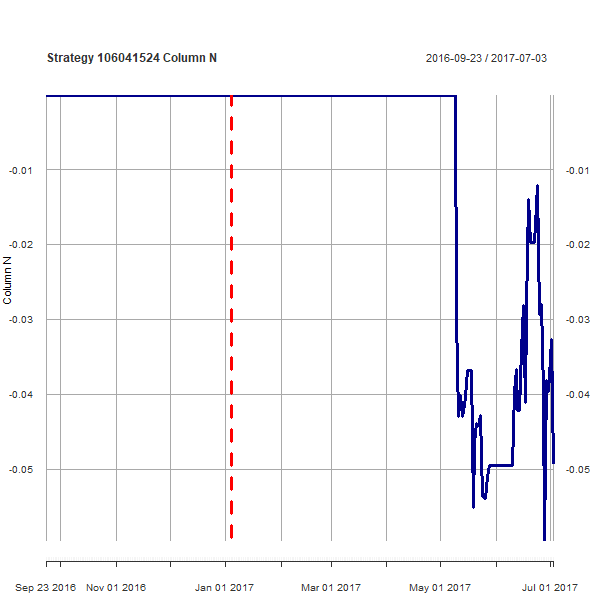 Strategy 106041524 Column N
2016-09-23 / 2017-07-03
-0.01
-0.02
-0.03
-0.04
-0.05
Column N
-0.01
-0.02
-0.03
-0.04
-0.05
Sep 23 2016
Nov 01 2016
Jan 01 2017
Mar 01 2017
May 01 2017
Jul 01 2017